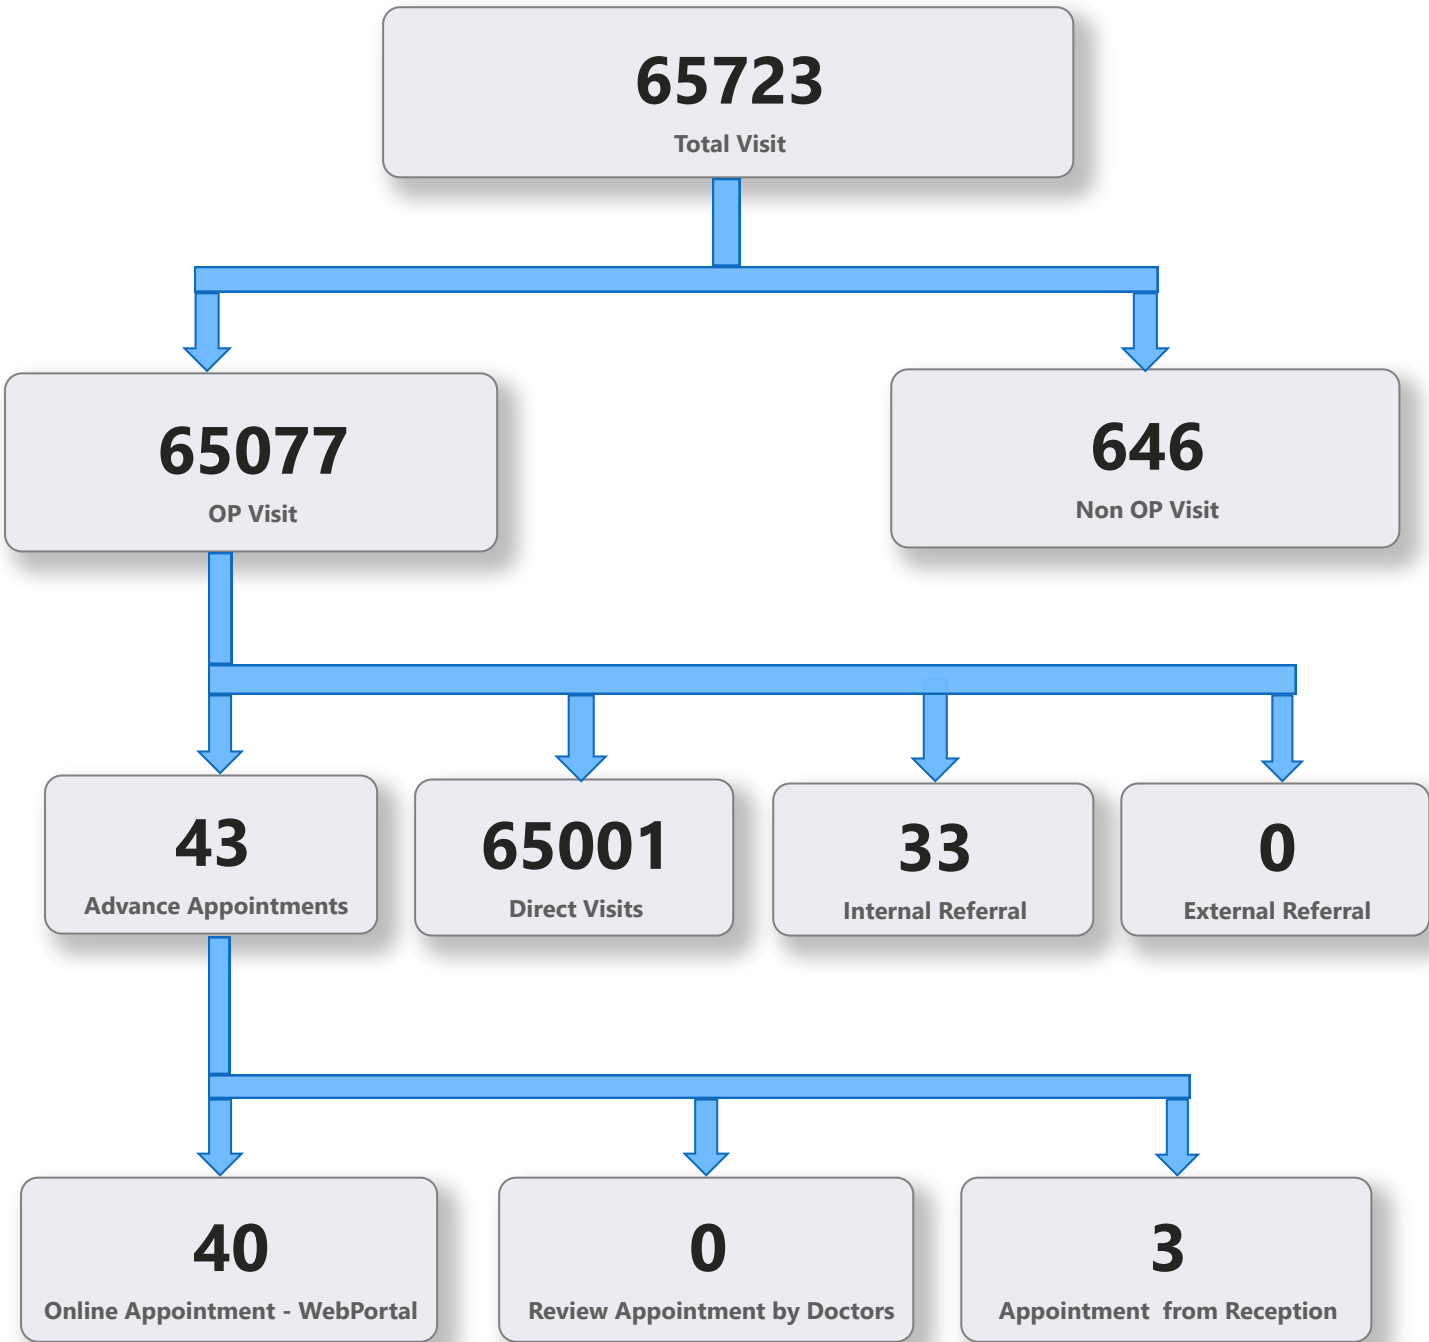 65723
Total Visit
65077
OP Visit
646
Non OP Visit
43
Advance Appointments
65001
Direct Visits
33
Internal Referral
0
External Referral
40
Online Appointment - WebPortal
0
Review Appointment by Doctors
3
Appointment  from Reception